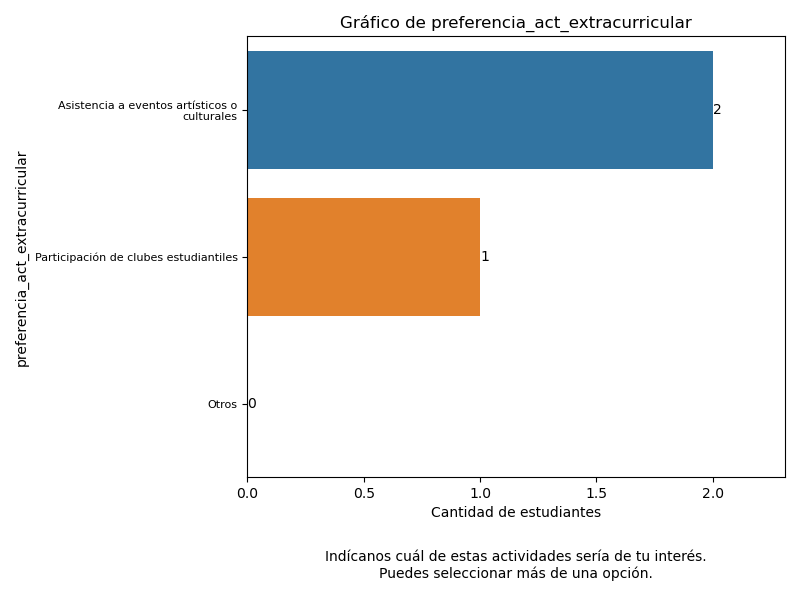 Gráfico de preferencia_act_extracurricular
preferencia_act_extracurricular
Asistencia a eventos artísticos o
culturales
2
Participación de clubes estudiantiles
1
Otros
0
0.0 0.5 1.0 1.5 2.0
Cantidad de estudiantes
Indícanos cuál de estas actividades sería de tu interés.
Puedes seleccionar más de una opción.